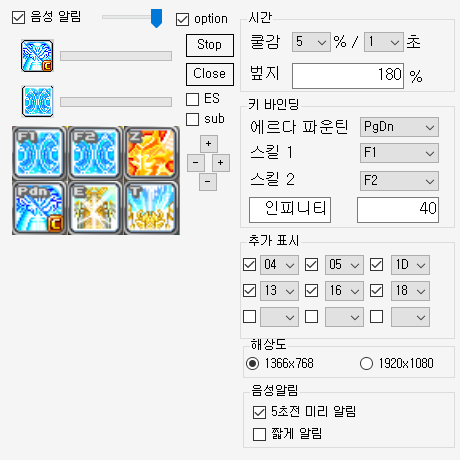 음성 알림
option
Stop
Close
ES
sub
+
- +
-
F1 F2 Z
Pdn E T
시간
쿨감 5 % / 1 초
벞지 180 %
키 바인딩
에르다 파운틴 PgDn
스킬 1 F1
스킬 2 F2
인피니티 40
추가 표시
04 05 1D
13 16 18
해상도
1366x768 1920x1080
음성알림
5초전 미리 알림
짧게 알림